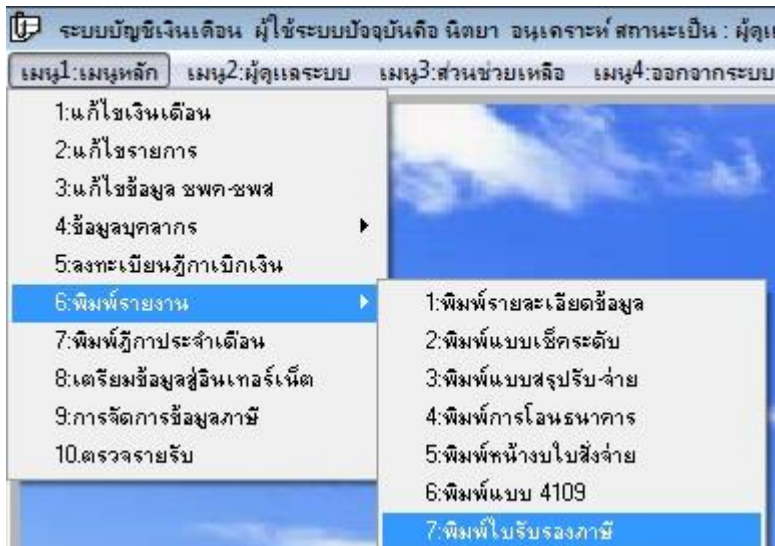 ระบบบัญชีเงินเดือน ผู้ใช้ระบบปัจจุบันคือ นิตยา อนุเคราะห์ สถานะเป็น : ผู้ดูแ
เมนู1:เมนูหลัก เมนู2:ผู้ดูแลระบบ เมนู3:ส่วนช่วยเหลือ เมนู4:ออกจากระบบ
1:แก้ไขเงินเดือน
2:แก้ไขรายการ
3:แก้ไขข้อมูล ชพค-ชพส
4:ข้อมูลบุคลากร
5:ลงทะเบียนฎีกาเบิกเงิน
6:พิมพ์รายงาน
7:พิมพ์ฎีกาประจำเดือน
8:เตรียมข้อมูลสู่อินเทอร์เน็ต
9:การจัดการข้อมูลภาษี
10.ตรวจรายรับ
1:พิมพ์รายละเอียดข้อมูล
2:พิมพ์แบบเช็คระดับ
3:พิมพ์แบบสรุปรับ-จ่าย
4:พิมพ์การโอนธนาคาร
5:พิมพ์หน้างบใบสั่งจ่าย
6:พิมพ์แบบ 4109
7:พิมพ์ใบรับรองภาษี